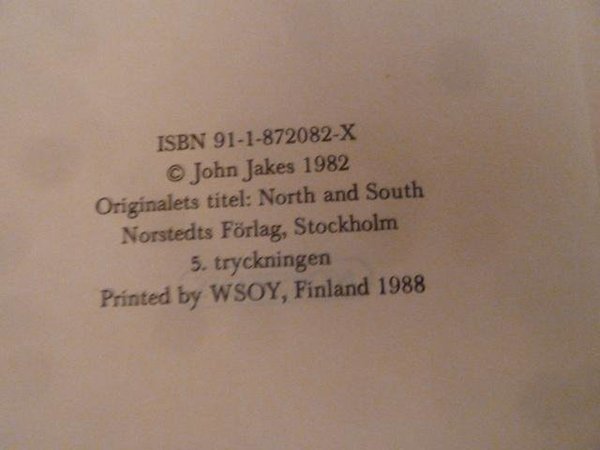 ISBN 91-1-872082-X
© John Jakes 1982
Originalets titel: North and South
Norstedts Förlag, Stockholm
5. tryckningen
Printed by WSOY, Finland 1988